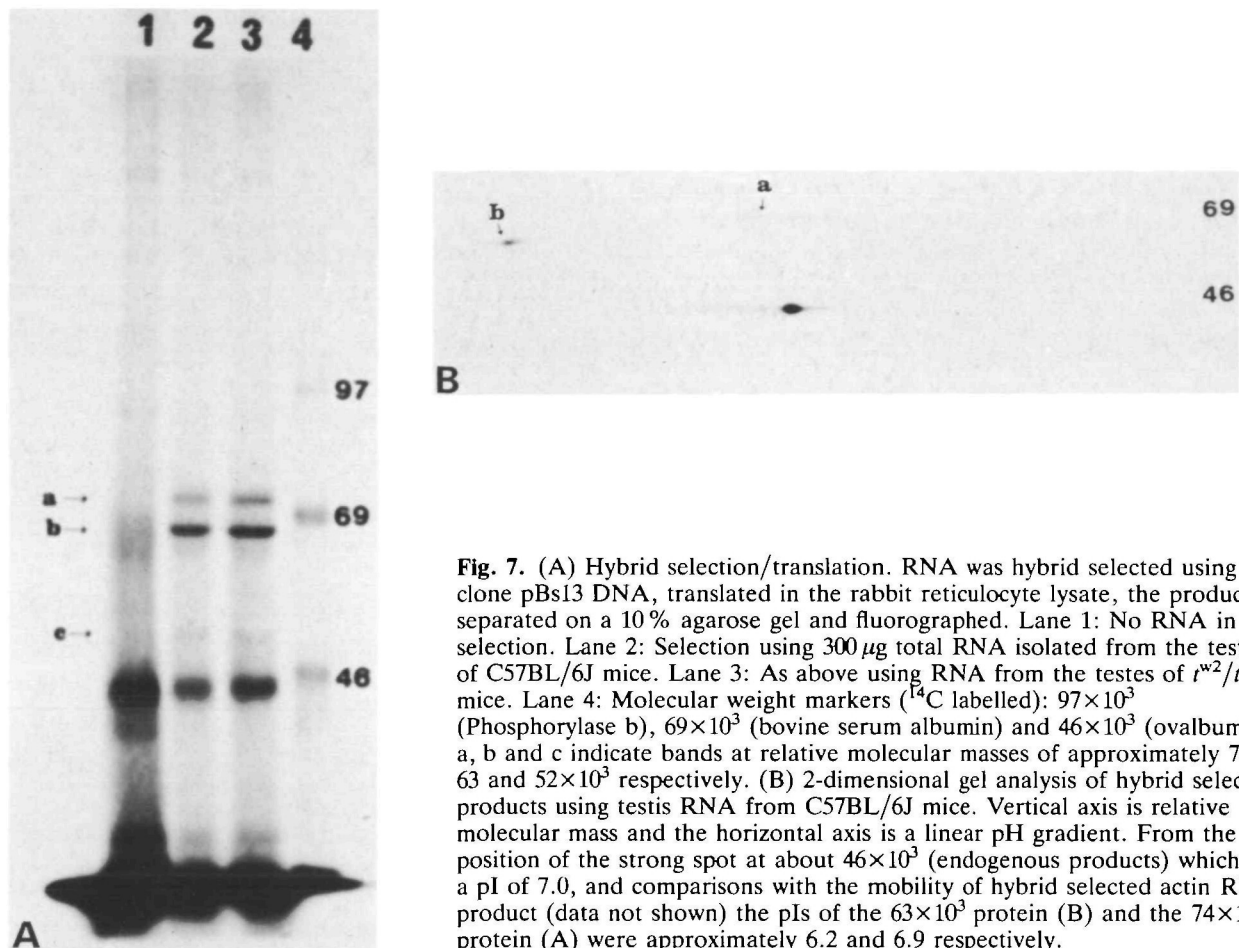 1 2 3 4
97
a
b
69
c
46
A
a
b
69
46
B
Fig. 7. (A) Hybrid selection/translation. RNA was hybrid selected using
clone pBs13 DNA, translated in the rabbit reticulocyte lysate, the produc
separated on a 10 % agarose gel and fluorographed. Lane 1: No RNA in
selection. Lane 2: Selection using 300 μg total RNA isolated from the test
of C57BL/6J mice. Lane 3: As above using RNA from the testes of t^w2/t
mice. Lane 4: Molecular weight markers (¹⁴C labelled): 97×10³
(Phosphorylase b), 69×10³ (bovine serum albumin) and 46×10³ (ovalbum
a, b and c indicate bands at relative molecular masses of approximately 7
63 and 52×10³ respectively. (B) 2-dimensional gel analysis of hybrid selec
products using testis RNA from C57BL/6J mice. Vertical axis is relative
molecular mass and the horizontal axis is a linear pH gradient. From the
position of the strong spot at about 46×10³ (endogenous products) which
a pI of 7.0, and comparisons with the mobility of hybrid selected actin R
product (data not shown) the pIs of the 63×10³ protein (B) and the 74×1
protein (A) were approximately 6.2 and 6.9 respectively.